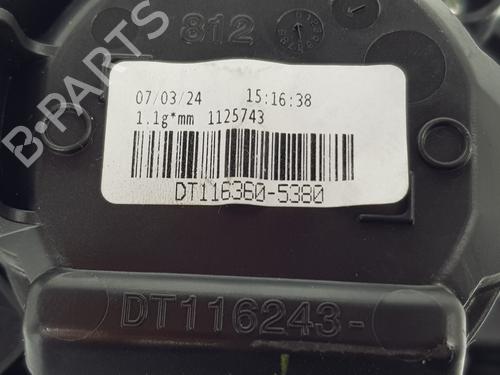 812
07/03/24 15:16:38
1.1g*mm 1125743
DT116360-5380
B-PARTS
DT116243-